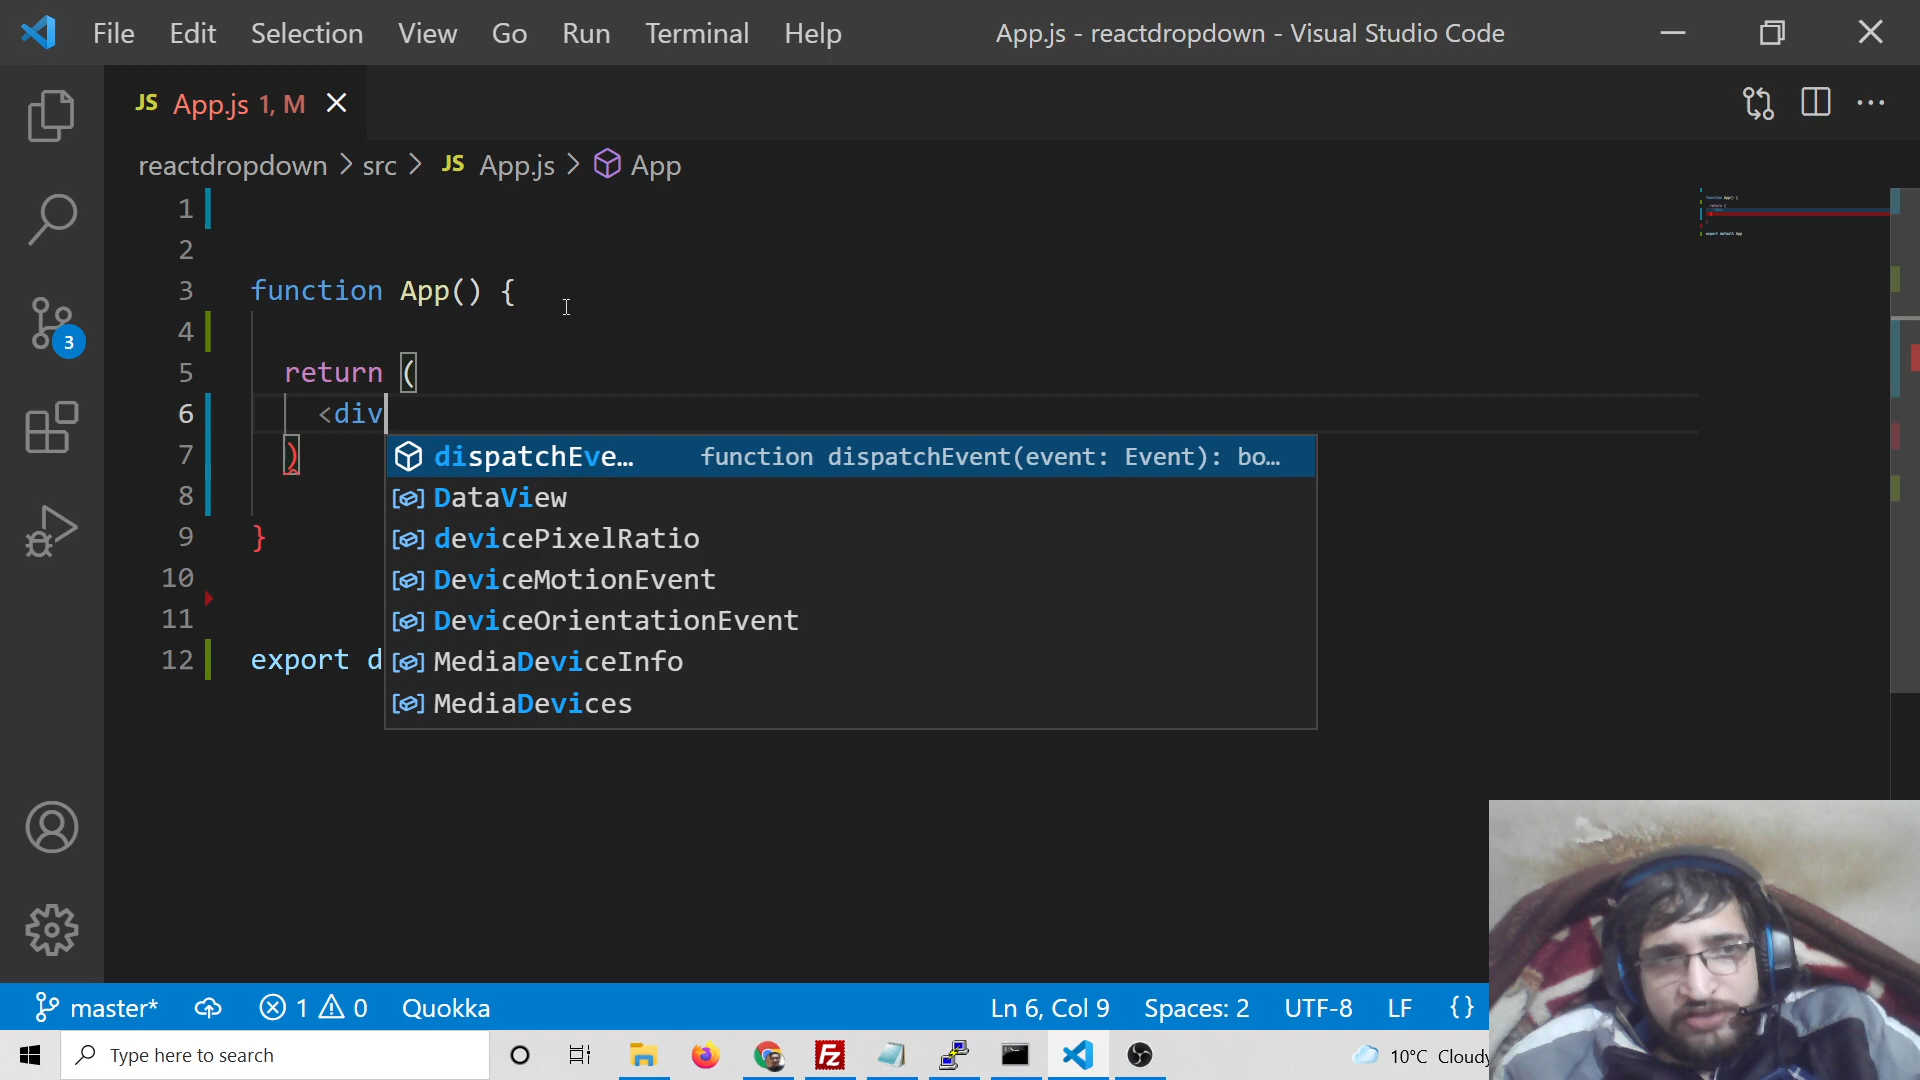 File Edit Selection View Go Run Terminal Help App.js - reactdropdown - Visual Studio Code
JS App.js 1, M
reactdropdown > src > JS App.js > App
1
2
3 function App() {
4
5 return (
6 <div
7 )
8
9 }
10
11
12 export d
dispatchEve... function dispatchEvent(event: Event): bo...
DataView
devicePixelRatio
DeviceMotionEvent
DeviceOrientationEvent
MediaDeviceInfo
MediaDevices
3
master* 1 0 Quokka Ln 6, Col 9 Spaces: 2 UTF-8 LF {}
Type here to search 10°C Cloudy